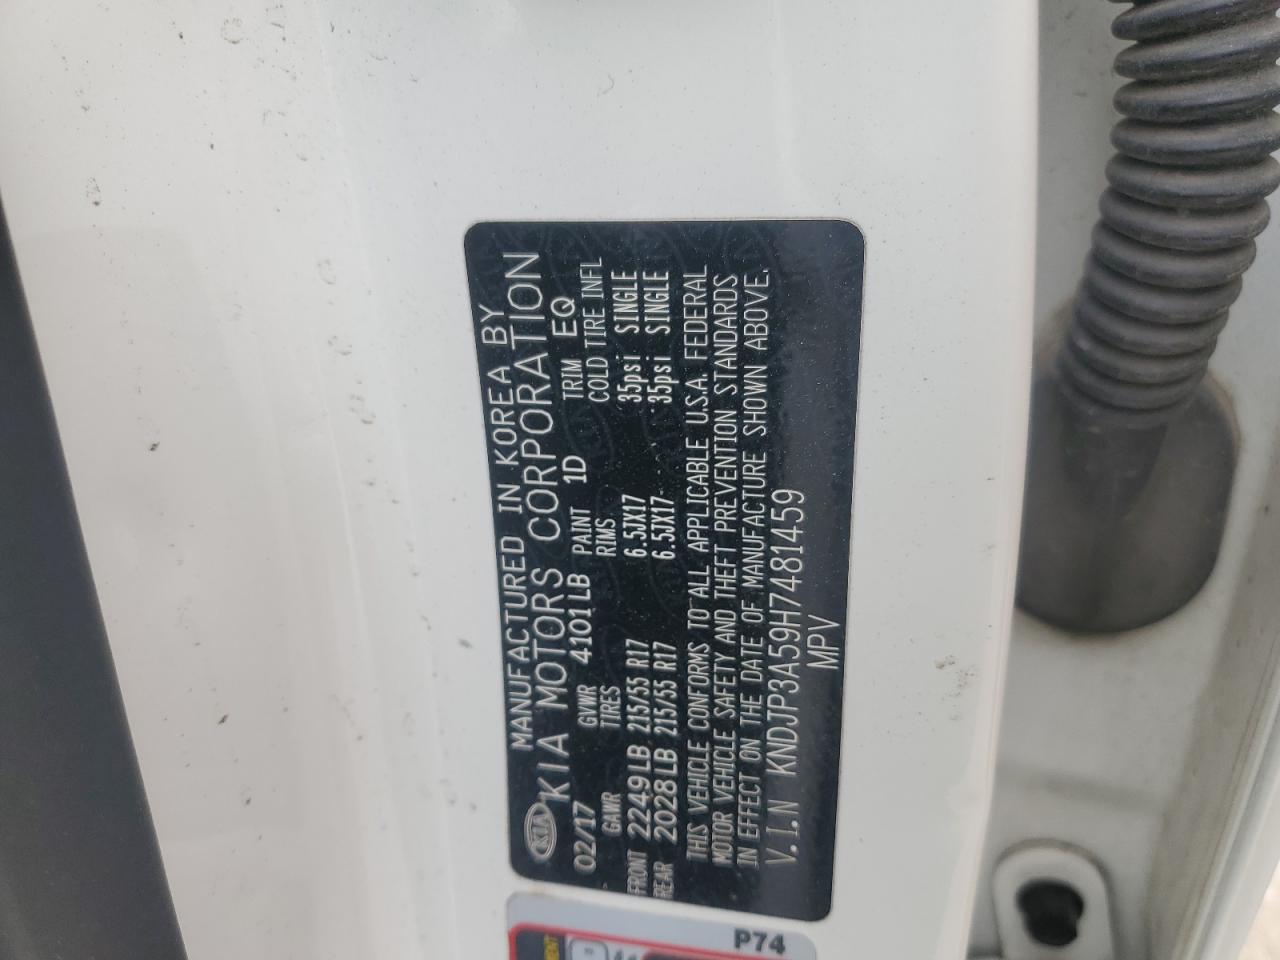 MANUFACTURED IN KOREA BY
KIA KIA MOTORS CORPORATION
02/17 GVWR 4101LB PAINT 1D TRIM EQ
GAWR TIRES RIMS COLD TIRE INFL
FRONT 2249LB 215/55 R17 6.5JX17 35psi SINGLE
REAR 2028LB 215/55 R17 6.5JX17 35psi SINGLE
THIS VEHICLE CONFORMS TO ALL APPLICABLE U.S.A. FEDERAL
MOTOR VEHICLE SAFETY AND THEFT PREVENTION STANDARDS
IN EFFECT ON THE DATE OF MANUFACTURE SHOWN ABOVE.
V.I.N KNDJP3A59H7481459
MPV
P74